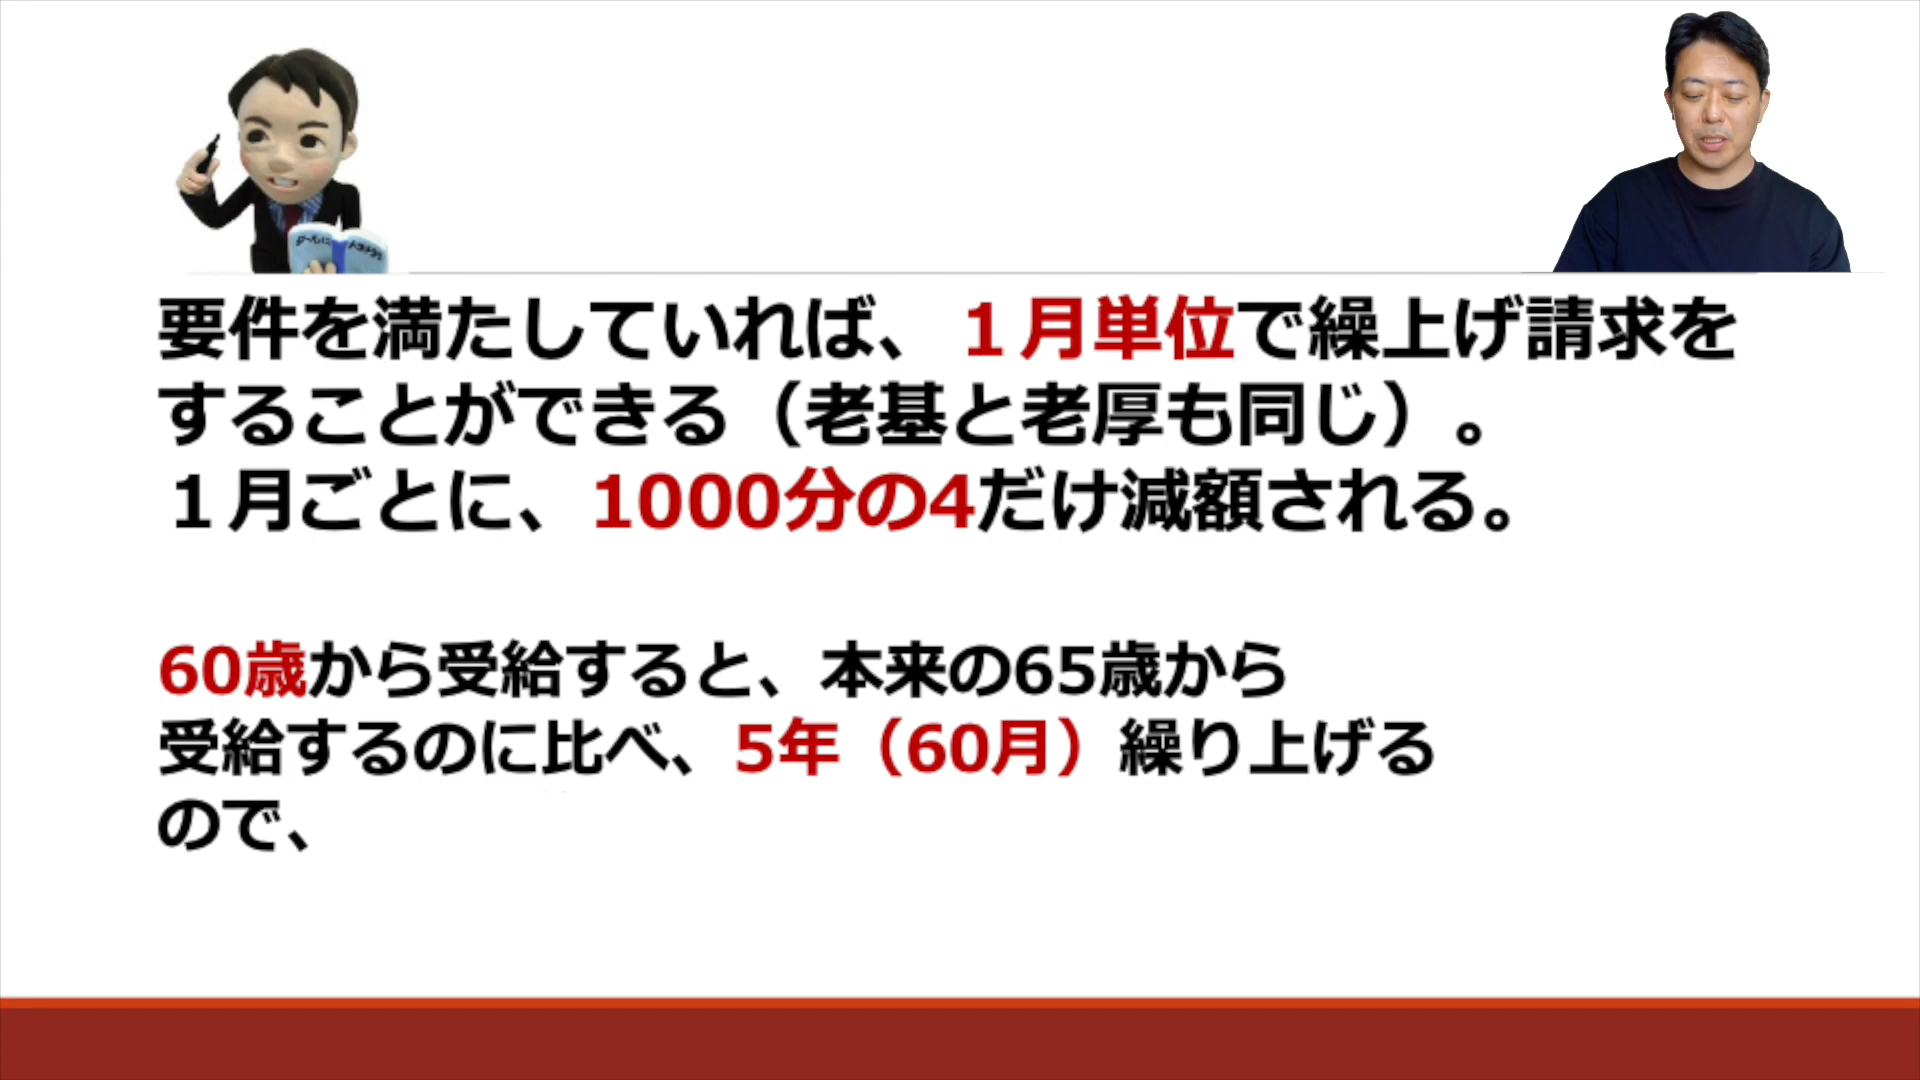 要件を満たしていれば、１月単位で繰上げ請求を
することができる（老基と老厚も同じ）。
１月ごとに、1000分の4だけ減額される。
60歳から受給すると、本来の65歳から
受給するのに比べ、5年（60月）繰り上げる
ので、